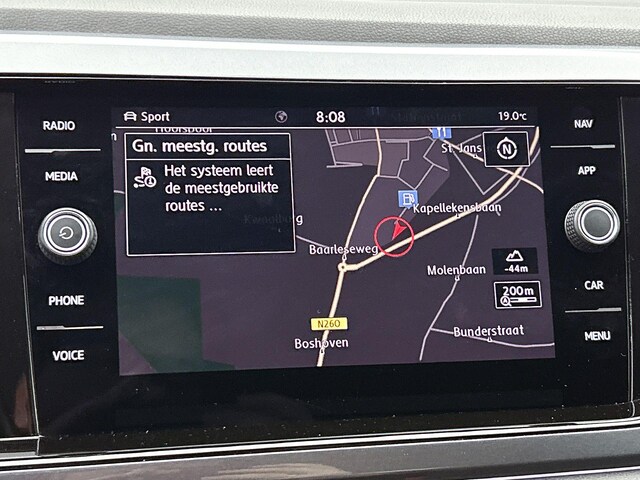 Sport
8:08
19.0°C
Gn. meestg. routes
Het systeem leert
de meestgebruikte
routes ...
11
St. Jans
N
Kapellekensbaan
Baarleseweg
Molenbaan
-44m
200m
N260
Boshoven
Bunderstraat
RADIO
MEDIA
PHONE
VOICE
NAV
APP
CAR
MENU